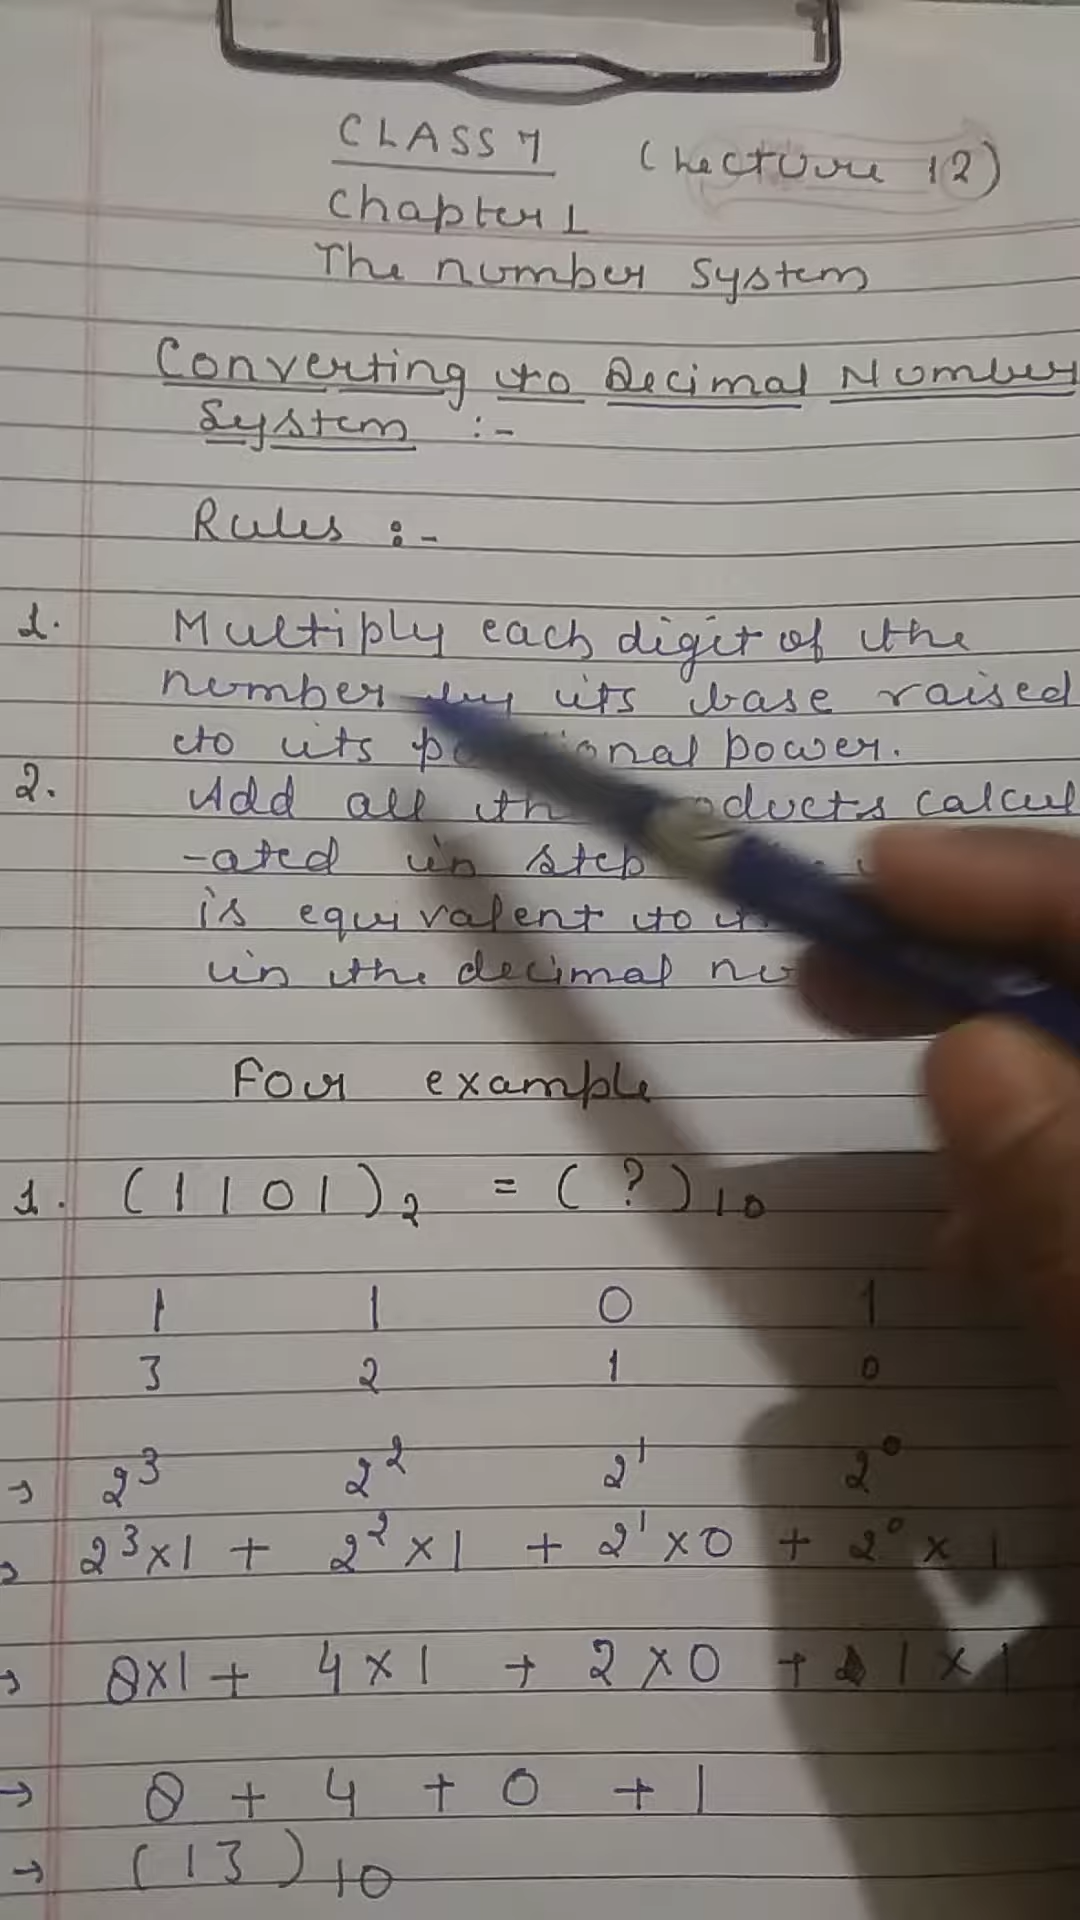 CLASS 7 (Lecture 12)
Chapter 1
The number System
Converting to Decimal Number
System :-
Rules :-
1. Multiply each digit of the
number by its base raised
to its power.
2. Add all calcul
-ated in step
is equivalent to
in the decimal
For example
1. (1101)₂ = (?)₁₀
1 1 0 1
3 2 1 0
→ 2³ 2² 2¹ 2⁰
→ 2³×1 + 2²×1 + 2¹×0 + 2⁰×1
→ 8×1 + 4×1 + 2×0 + 1×1
→ 8 + 4 + 0 + 1
→ (13)₁₀